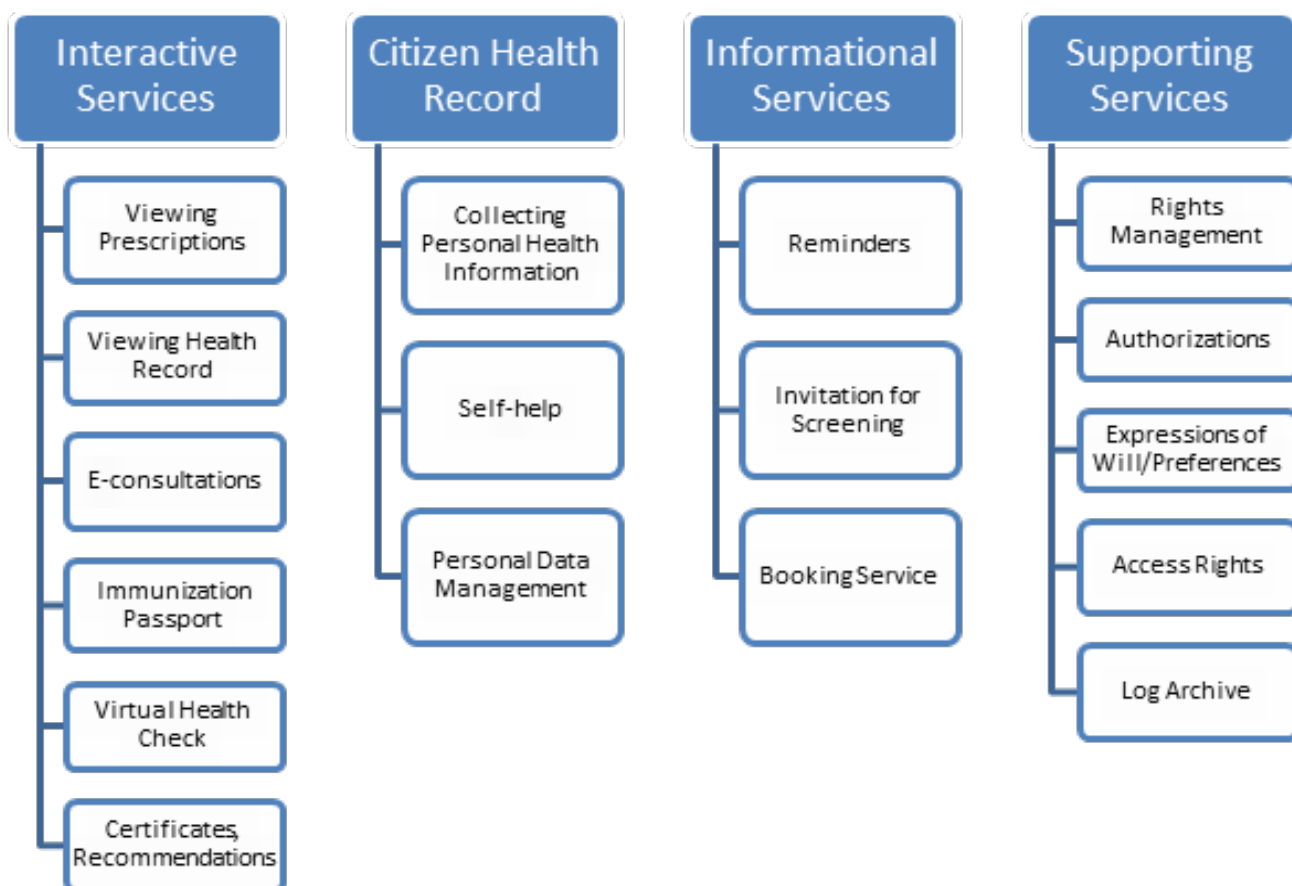 Interactive
Services
Viewing
Prescriptions
Viewing Health
Record
E-consultations
Immunization
Passport
Virtual Health
Check
Certificates,
Recommendations
Citizen Health
Record
Collecting
Personal Health
Information
Self-help
Personal Data
Management
Informational
Services
Reminders
Invitation for
Screening
Booking Service
Supporting
Services
Rights
Management
Authorizations
Expressions of
Will/Preferences
Access Rights
Log Archive